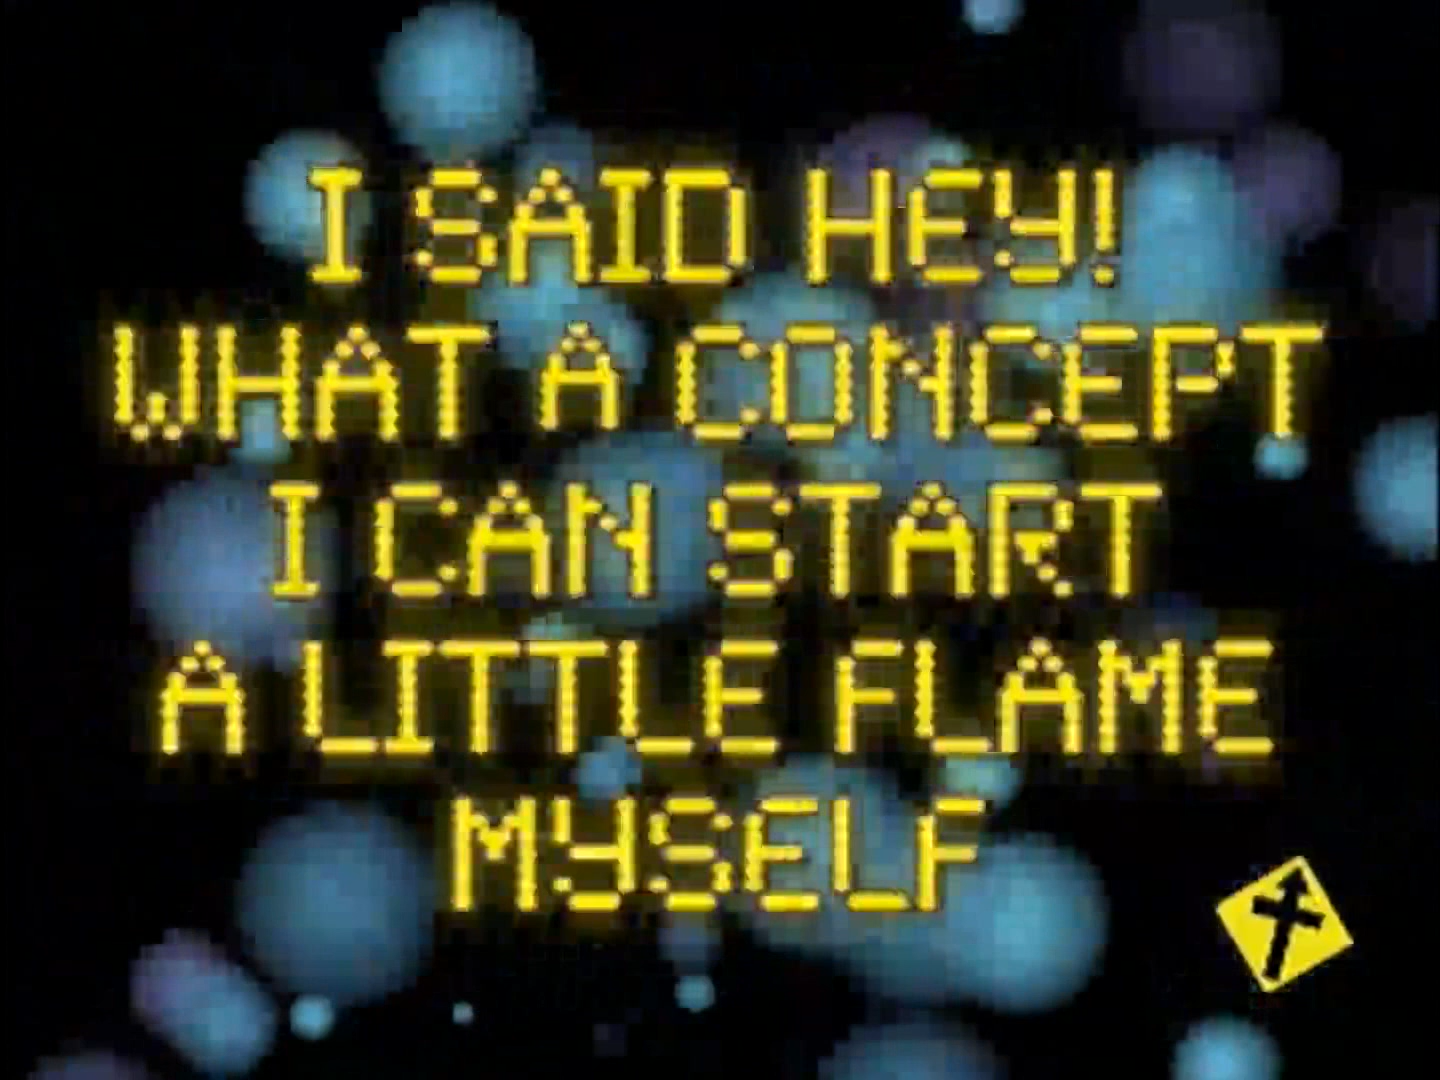 I SAID HEY!
WHAT A CONCEPT
I CAN START
A LITTLE FLAME
MYSELF